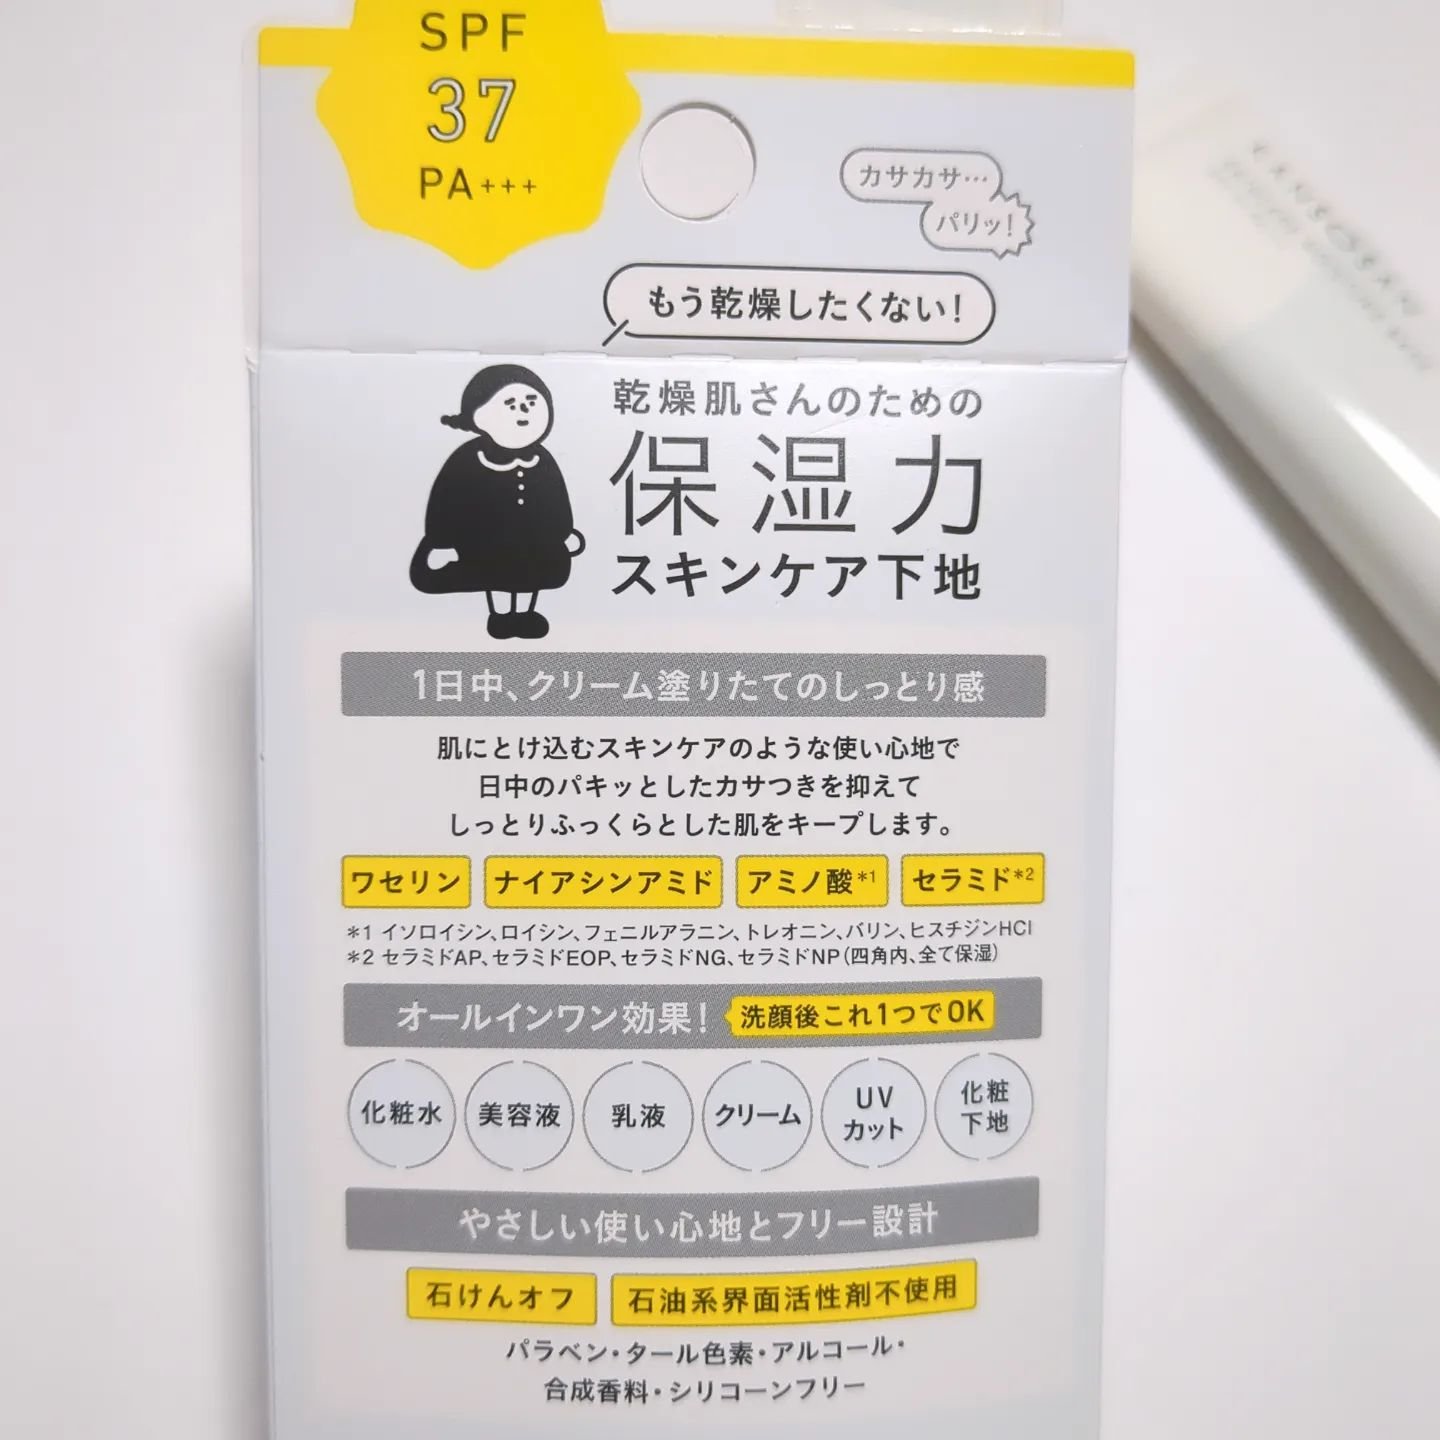 SPF
37
PA+++
カサカサ…
パリッ!
もう乾燥したくない!
乾燥肌さんのための
保湿力
スキンケア下地
1日中、クリーム塗りたてのしっとり感
肌にとけ込むスキンケアのような使い心地で
日中のパキッとしたカサつきを抑えて
しっとりふっくらとした肌をキープします。
ワセリン ナイアシンアミド アミノ酸*1 セラミド*2
*1 イソロイシン、ロイシン、フェニルアラニン、トレオニン、バリン、ヒスチジンHCl
*2 セラミドAP、セラミドEOP、セラミドNG、セラミドNP(四角内、全て保湿)
オールインワン効果! 洗顔後これ1つでOK
化粧水 美容液 乳液 クリーム UVカット 化粧下地
やさしい使い心地とフリー設計
石けんオフ 石油系界面活性剤不使用
パラベン・タール色素・アルコール・
合成香料・シリコーンフリー